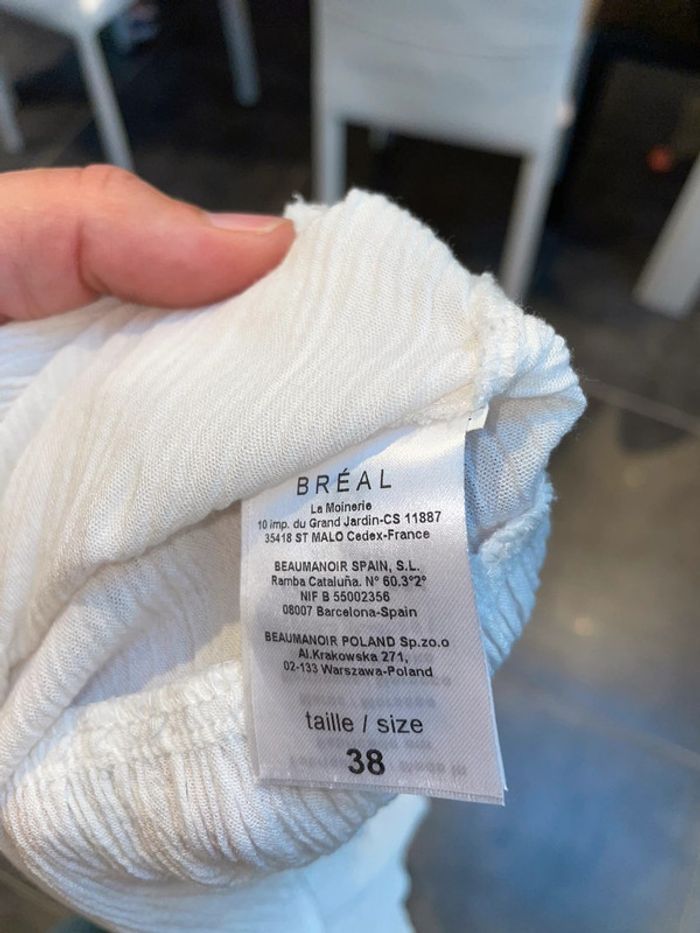 BRÉAL
La Moinerie
10 imp. du Grand Jardin-CS 11887
35418 ST MALO Cedex-France
BEAUMANOIR SPAIN, S.L.
Ramba Cataluña. Nº 60.3º2ª
NIF B 55002356
08007 Barcelona-Spain
BEAUMANOIR POLAND Sp.zo.o
Al.Krakowska 271,
02-133 Warszawa-Poland
taille / size
38